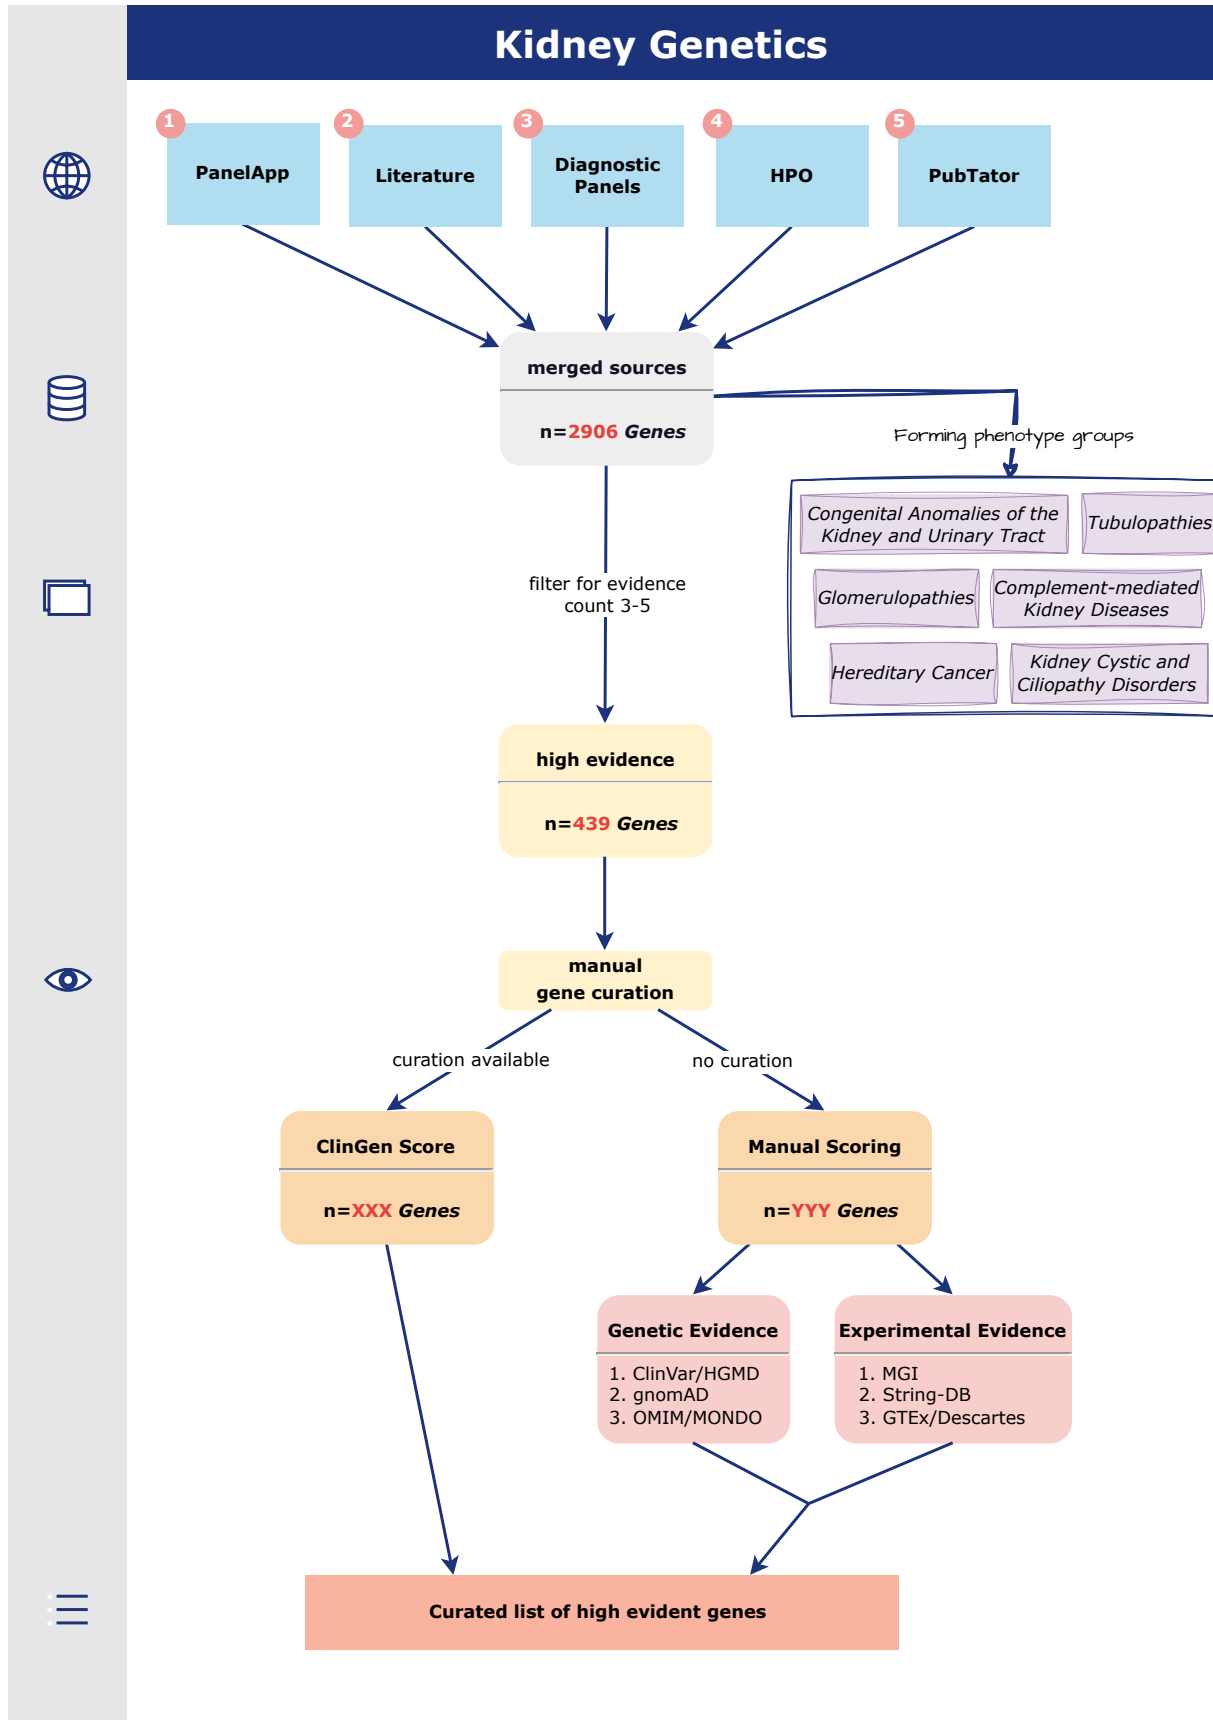 Kidney Genetics
1
2
3
4
5
PanelApp
Literature
Diagnostic
Panels
HPO
PubTator
merged sources
n=2906 Genes
Forming phenotype groups
Congenital Anomalies of the
Kidney and Urinary Tract
Tubulopathies
Glomerulopathies
Complement-mediated
Kidney Diseases
Hereditary Cancer
Kidney Cystic and
Ciliopathy Disorders
filter for evidence
count 3-5
high evidence
n=439 Genes
manual
gene curation
curation available
no curation
ClinGen Score
n=XXX Genes
Manual Scoring
n=YYY Genes
Genetic Evidence
1. ClinVar/HGMD
2. gnomAD
3. OMIM/MONDO
Experimental Evidence
1. MGI
2. String-DB
3. GTEx/Descartes
Curated list of high evident genes